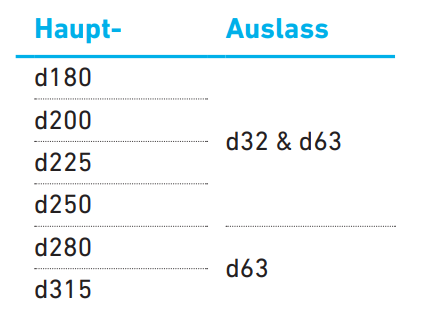 Haupt- Auslass
d180
d200
d32 & d63
d225
d250
d280
d63
d315